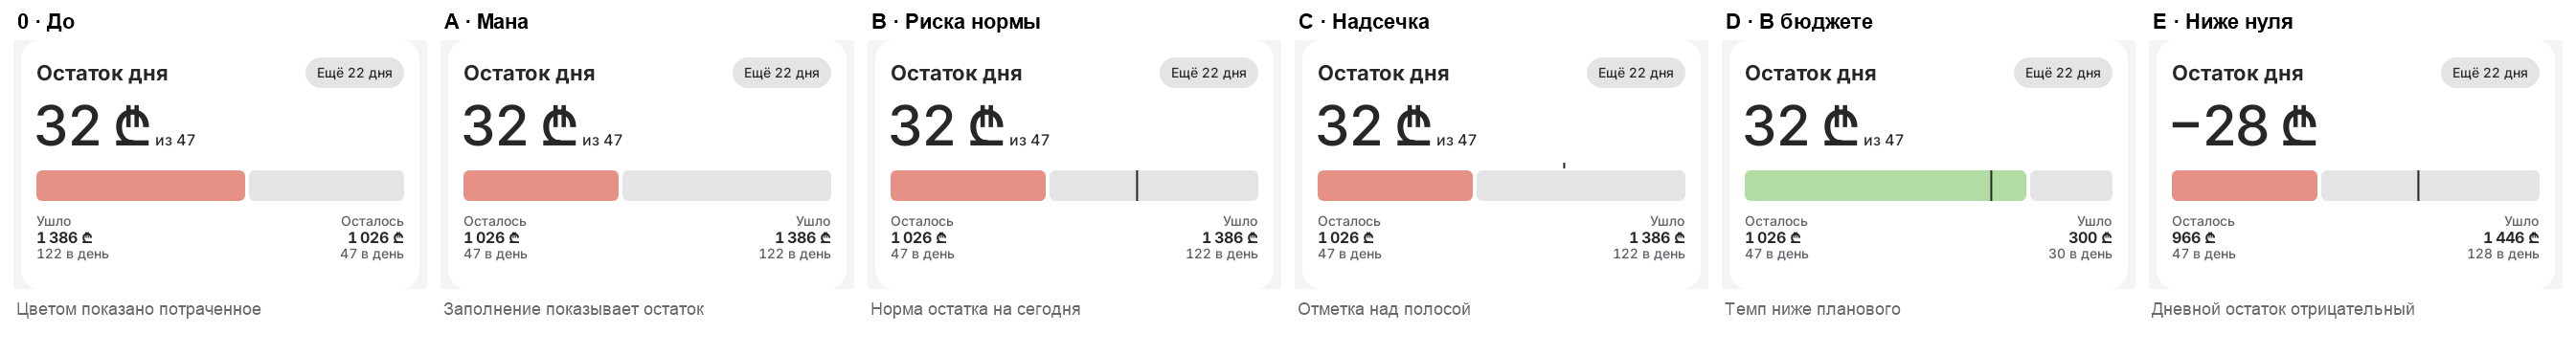 0 · До
Остаток дня
Ещё 22 дня
32 ₾ из 47
Ушло
Осталось
1 386 ₾
1 026 ₾
122 в день
47 в день
Цветом показано потраченное
A · Мана
Остаток дня
Ещё 22 дня
32 ₾ из 47
Осталось
Ушло
1 026 ₾
1 386 ₾
47 в день
122 в день
Заполнение показывает остаток
B · Риска нормы
Остаток дня
Ещё 22 дня
32 ₾ из 47
Осталось
Ушло
1 026 ₾
1 386 ₾
47 в день
122 в день
Норма остатка на сегодня
C · Надсечка
Остаток дня
Ещё 22 дня
32 ₾ из 47
Осталось
Ушло
1 026 ₾
1 386 ₾
47 в день
122 в день
Отметка над полосой
D · В бюджете
Остаток дня
Ещё 22 дня
32 ₾ из 47
Осталось
Ушло
1 026 ₾
300 ₾
47 в день
30 в день
Темп ниже планового
E · Ниже нуля
Остаток дня
Ещё 22 дня
−28 ₾
Осталось
Ушло
966 ₾
1 446 ₾
47 в день
128 в день
Дневной остаток отрицательный